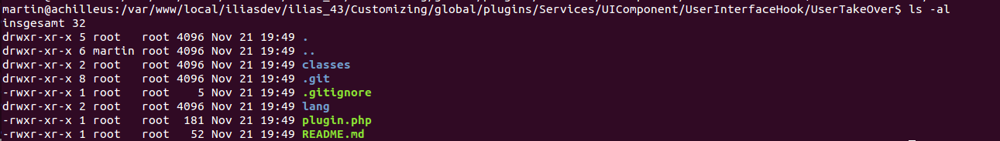 martin@achilleus:/var/www/local/iliasdev/ilias_43/Customizing/global/plugins/Services/UIComponent/UserInterfaceHook/UserTakeOver$ ls -al
insgesamt 32
drwxr-xr-x 5 root   root 4096 Nov 21 19:49 .
drwxr-xr-x 6 martin root 4096 Nov 21 19:49 ..
drwxr-xr-x 2 root   root 4096 Nov 21 19:49 classes
drwxr-xr-x 8 root   root 4096 Nov 21 19:49 .git
-rwxr-xr-x 1 root   root    5 Nov 21 19:49 .gitignore
drwxr-xr-x 2 root   root 4096 Nov 21 19:49 lang
-rwxr-xr-x 1 root   root  181 Nov 21 19:49 plugin.php
-rwxr-xr-x 1 root   root   52 Nov 21 19:49 README.md